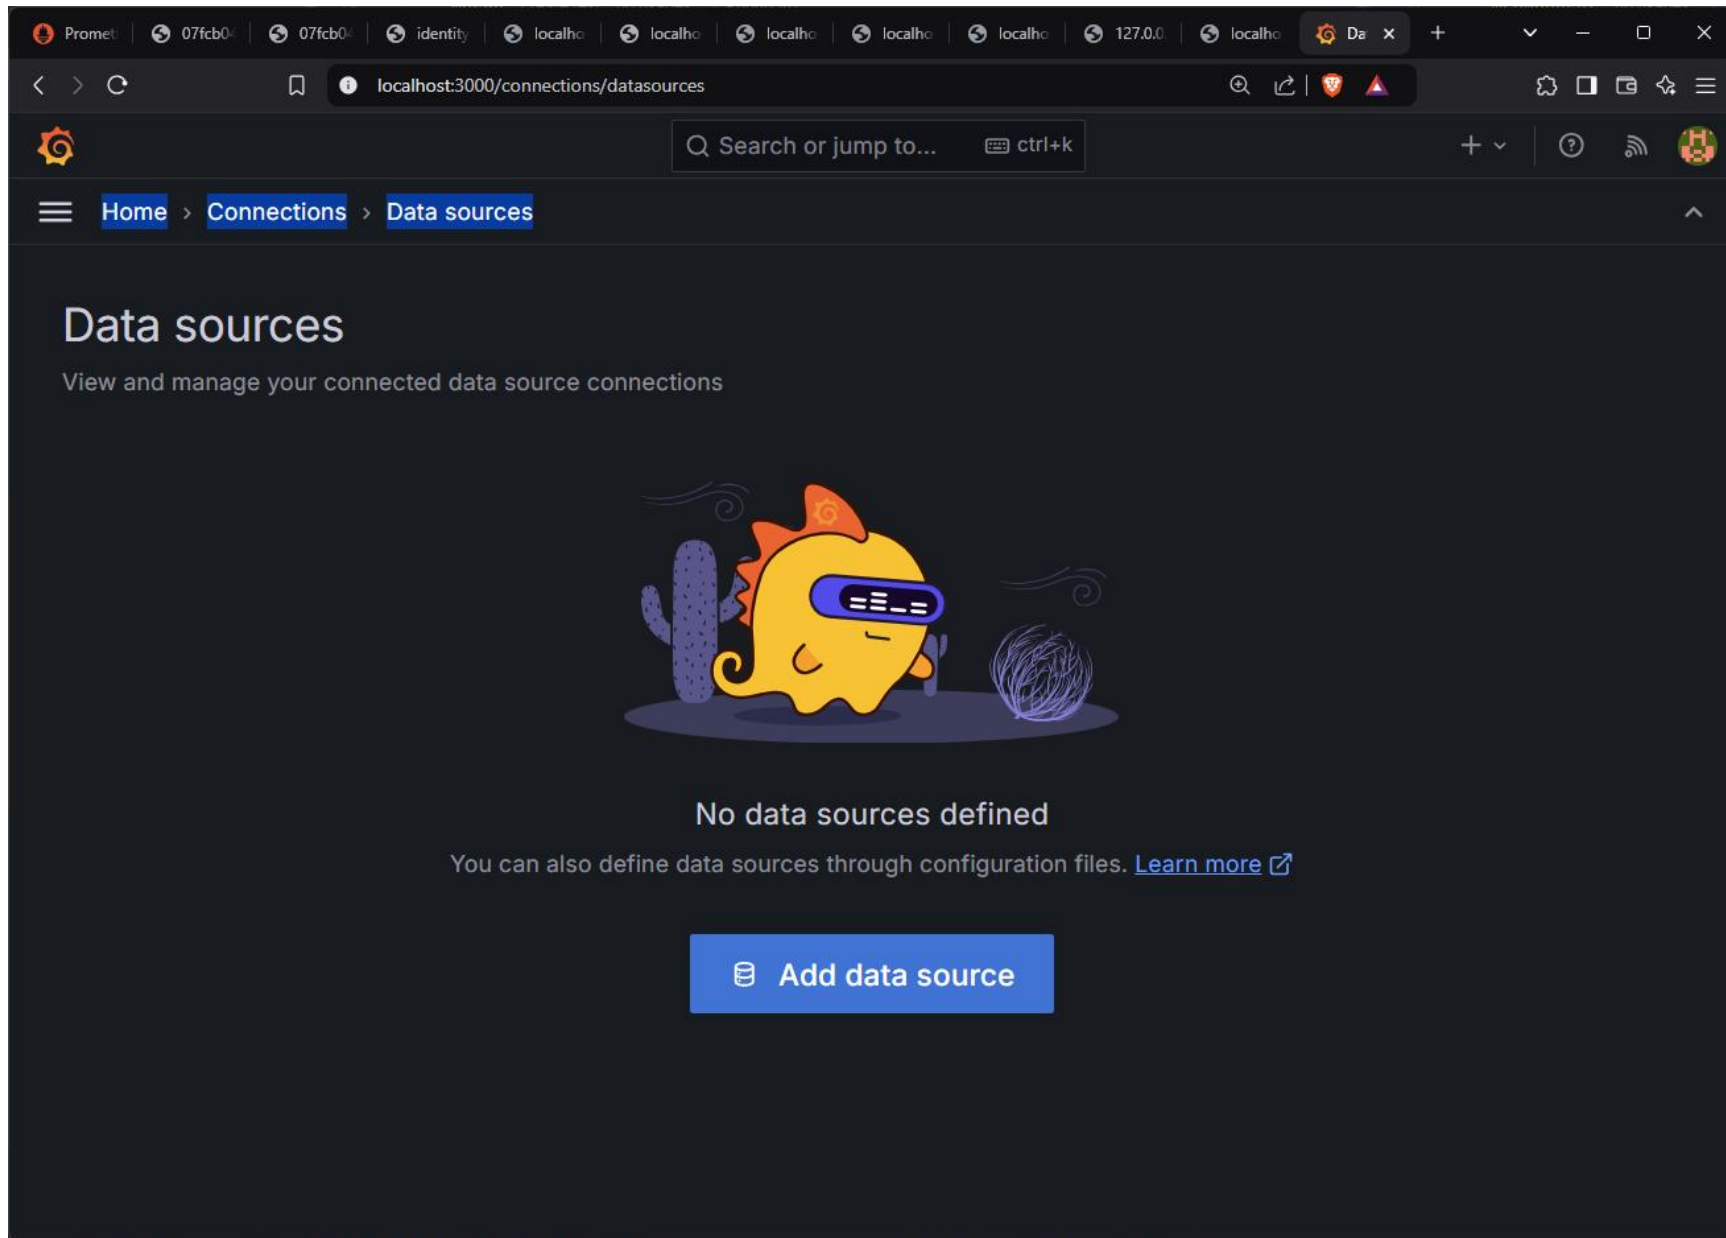 Promet 07fcb04 07fcb04 identity localho localho localho localho localho 127.0.0. localho Da
localhost:3000/connections/datasources
Search or jump to... ctrl+k
Home › Connections › Data sources
Data sources
View and manage your connected data source connections
No data sources defined
You can also define data sources through configuration files. Learn more
Add data source